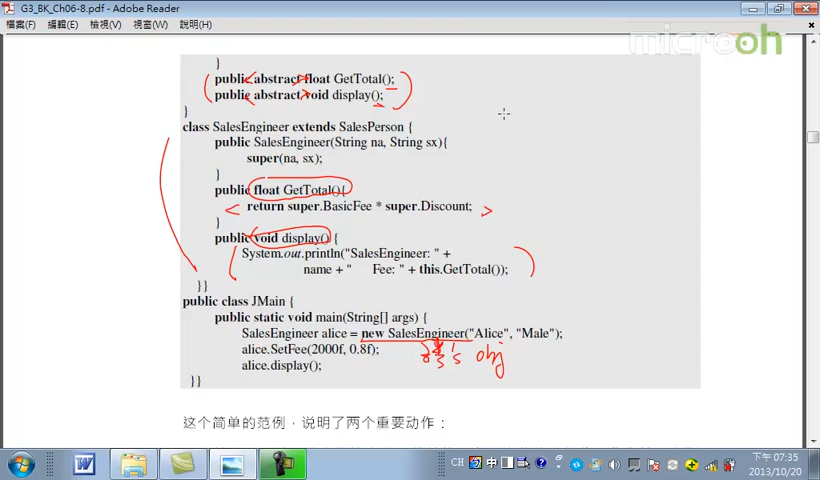 G3_BK_Ch06-8.pdf - Adobe Reader
檔案(F) 編輯(E) 檢視(V) 視窗(W) 說明(H)
microoh
}
public abstract float GetTotal();
public abstract void display();
}
class SalesEngineer extends SalesPerson {
public SalesEngineer(String na, String sx){
super(na, sx);
}
public float GetTotal(){
return super.BasicFee * super.Discount;
}
public void display() {
System.out.println("SalesEngineer: " +
name + " Fee: " + this.GetTotal());
}}
public class JMain {
public static void main(String[] args) {
SalesEngineer alice = new SalesEngineer("Alice", "Male");
alice.SetFee(2000f, 0.8f);
obj
alice.display();
}}
这个简单的范例，说明了两个重要动作：
CH 中
下午 07:35
2013/10/20